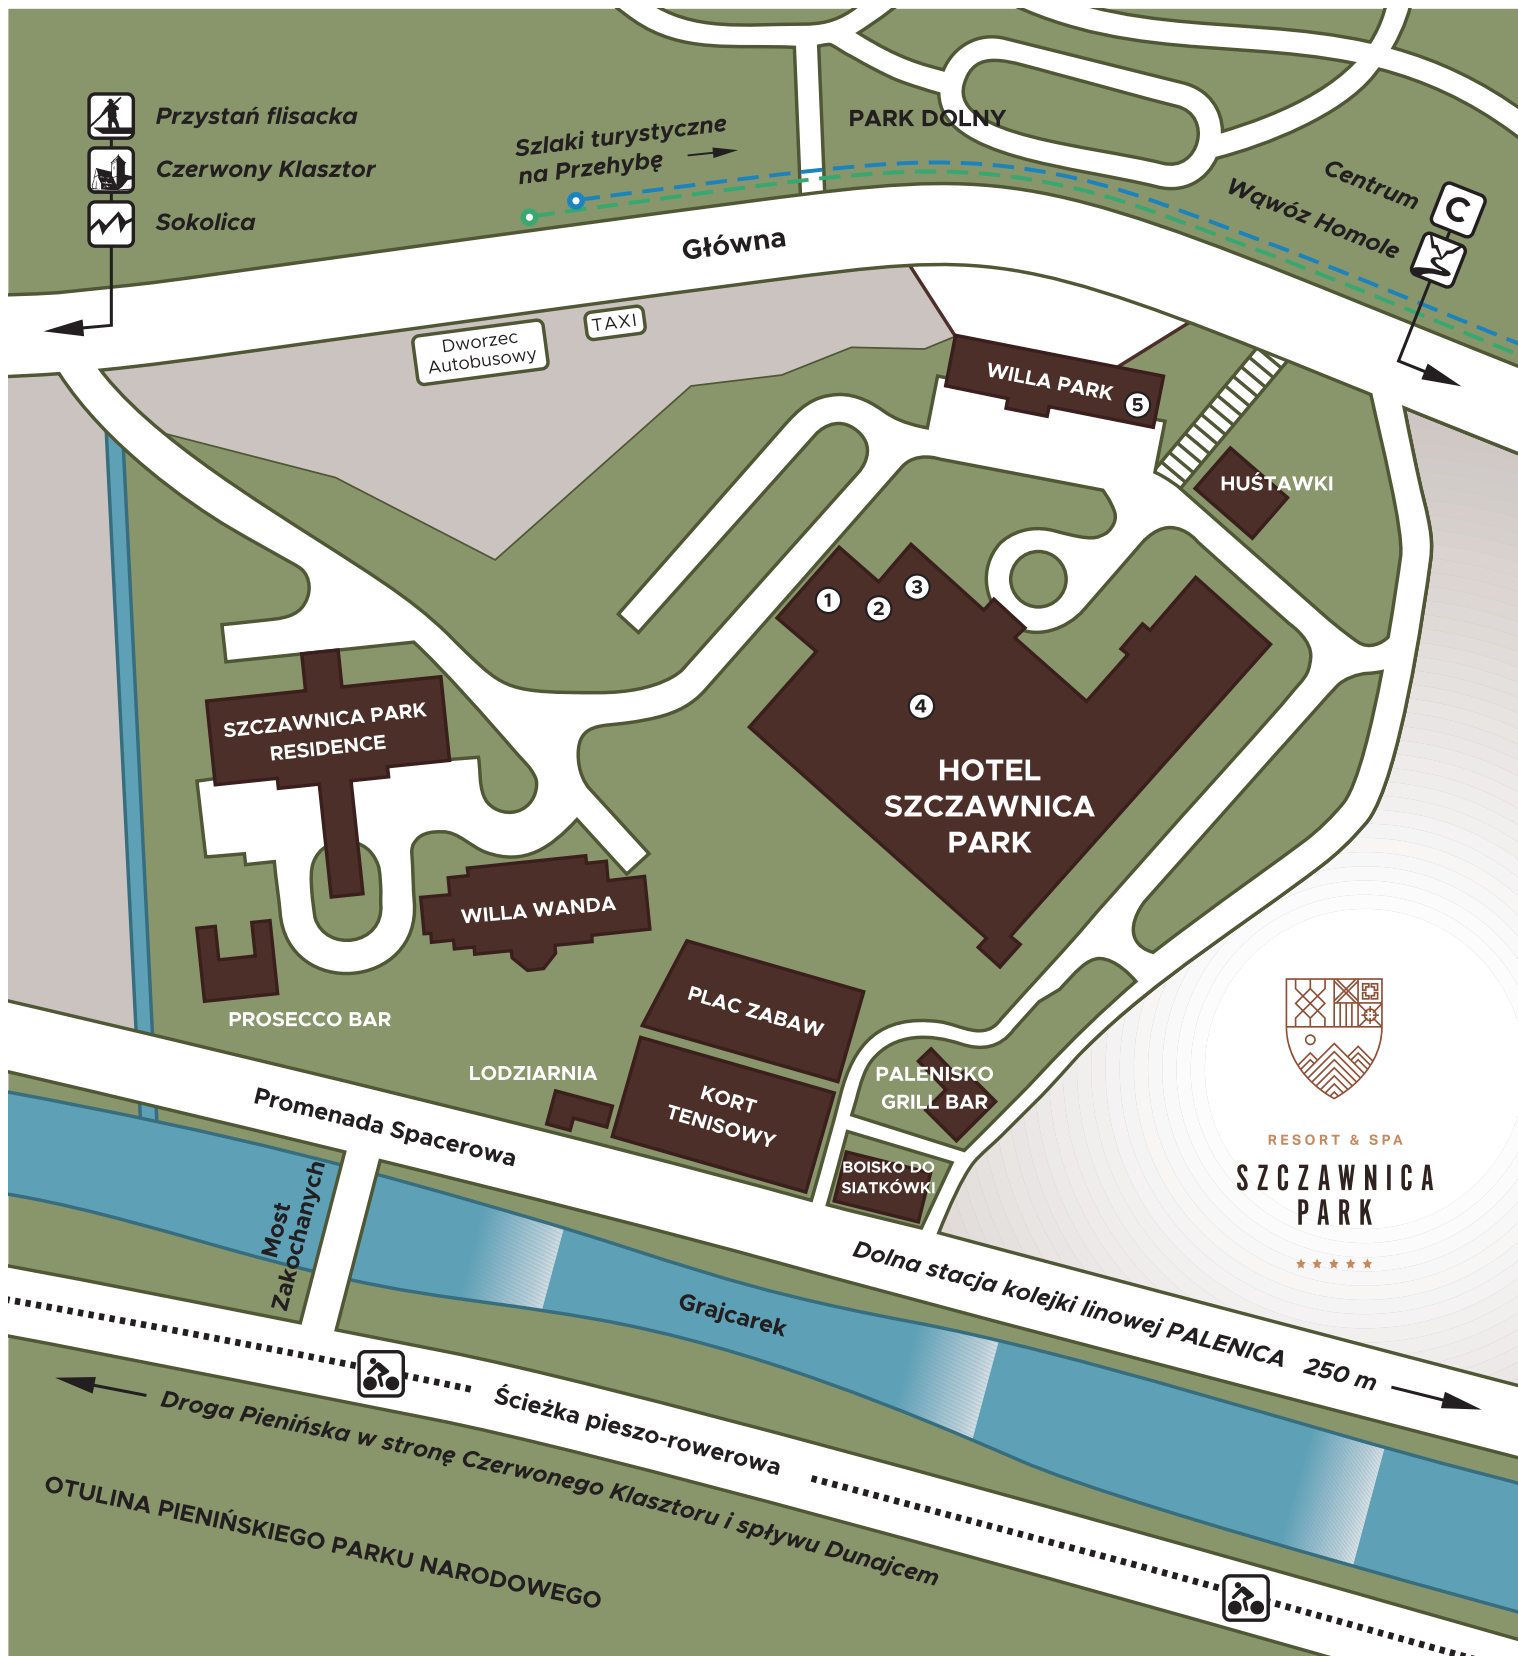 Przystań flisacka
Czerwony Klasztor
Sokolica
Szlaki turystyczne
na Przehybę
PARK DOLNY
Centrum
C
Wąwóz Homole
Główna
Dworzec
Autobusowy
TAXI
WILLA PARK
5
HUŚTAWKI
1
2
3
4
HOTEL
SZCZAWNICA
PARK
SZCZAWNICA PARK
RESIDENCE
WILLA WANDA
PROSECCO BAR
PLAC ZABAW
LODZIARNIA
KORT
TENISOWY
PALENISKO
GRILL BAR
BOISKO DO
SIATKÓWKI
RESORT & SPA
SZCZAWNICA
PARK
Promenada Spacerowa
Most
Zakochanych
Dolna stacja kolejki linowej PALENICA 250 m
Grajcarek
Ścieżka pieszo-rowerowa
Droga Pienińska w stronę Czerwonego Klasztoru i spływu Dunajcem
OTULINA PIENIŃSKIEGO PARKU NARODOWEGO